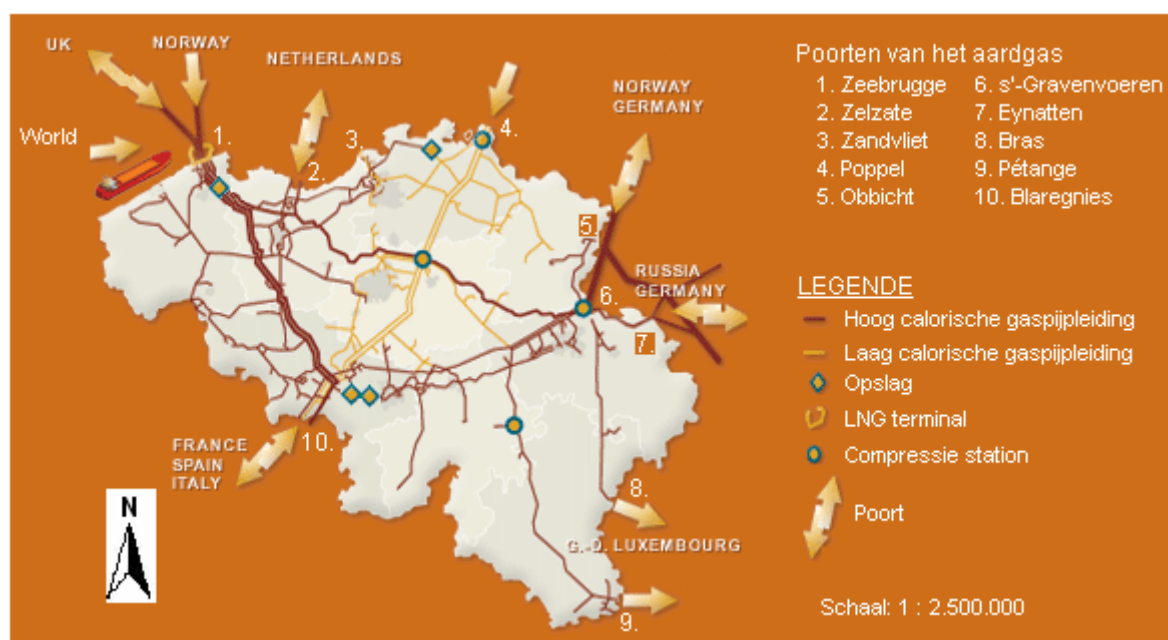 UK
NORWAY
NETHERLANDS
NORWAY
GERMANY
World
1.
2.
3.
4.
5.
RUSSIA
GERMANY
6.
7.
FRANCE
SPAIN
ITALY
10.
8.
G.-D. LUXEMBOURG
9.
N
Poorten van het aardgas
1. Zeebrugge 6. s'-Gravenvoeren
2. Zelzate 7. Eynatten
3. Zandvliet 8. Bras
4. Poppel 9. Pétange
5. Obbicht 10. Blaregnies
LEGENDE
Hoog calorische gaspijpleiding
Laag calorische gaspijpleiding
Opslag
LNG terminal
Compressie station
Poort
Schaal: 1 : 2.500.000